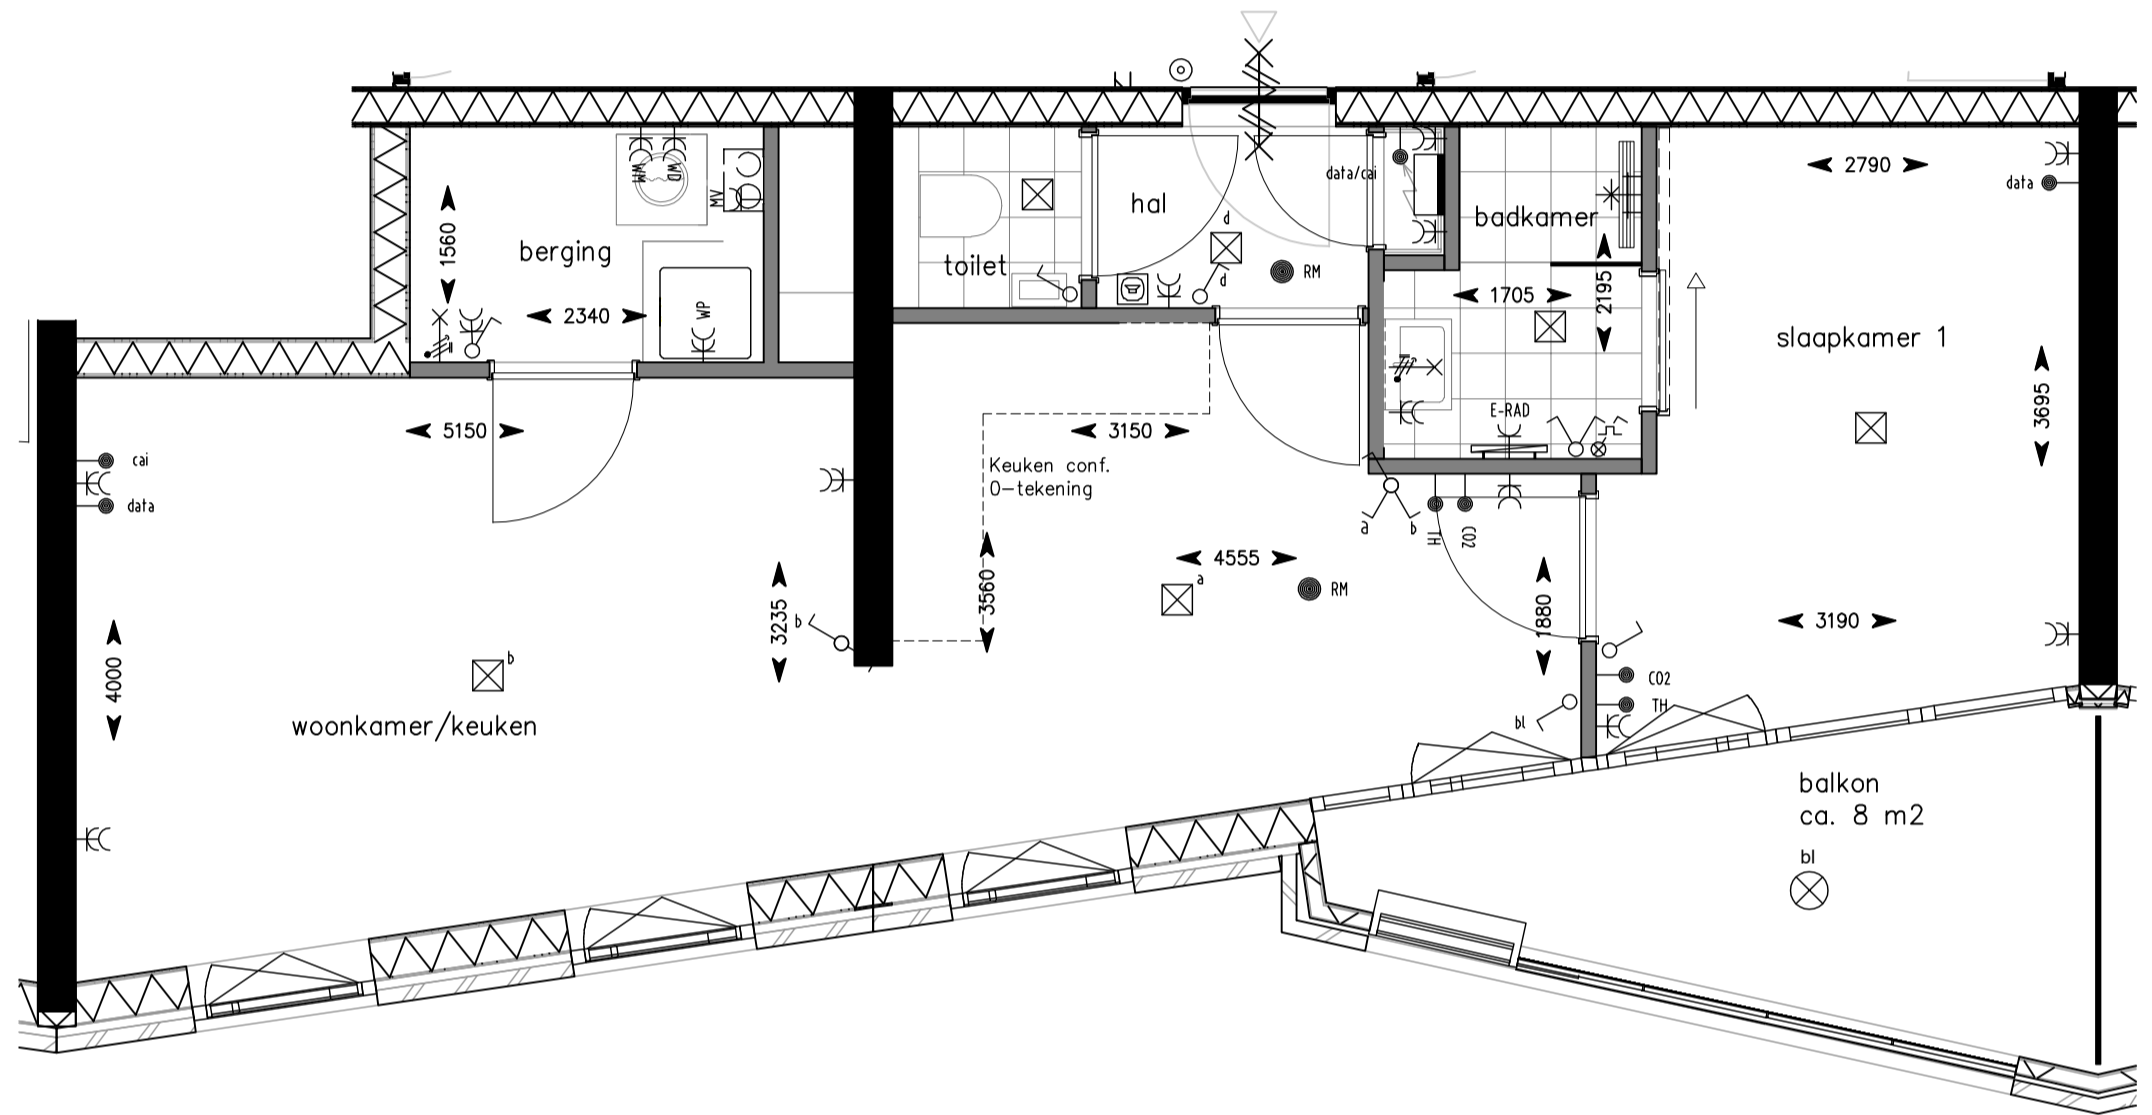 WM
WD
MV
1560
berging
2340
WP
toilet
hal
d
d
RM
data/cai
badkamer
1705
2195
2790
data
slaapkamer 1
3695
5150
3150
E-RAD
cai
data
Keuken conf.
0-tekening
a
b
TH
CO2
4555
a
RM
3560
3235
b
1880
3190
4000
b
woonkamer/keuken
CO2
TH
bl
balkon
ca. 8 m2
bl